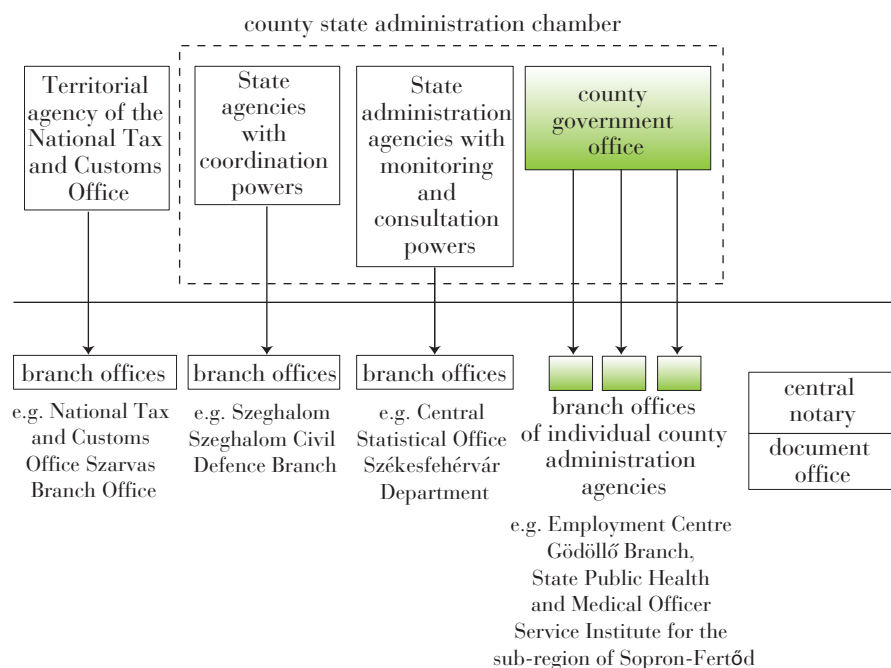 county state administration chamber
Territorial
agency of the
National Tax
and Customs
Office
State
agencies
with
coordination
powers
State
administration
agencies with
monitoring
and
consultation
powers
county
government
office
branch offices
e.g. National Tax
and Customs
Office Szarvas
Branch Office
branch offices
e.g. Szeghalom
Szeghalom Civil
Defence Branch
branch offices
e.g. Central
Statistical Office
Székesfehérvár
Department
branch offices
of individual county
administration
agencies
e.g. Employment Centre
Gödöllő Branch,
State Public Health
and Medical Officer
Service Institute for the
sub-region of Sopron-Fertőd
central
notary
document
office